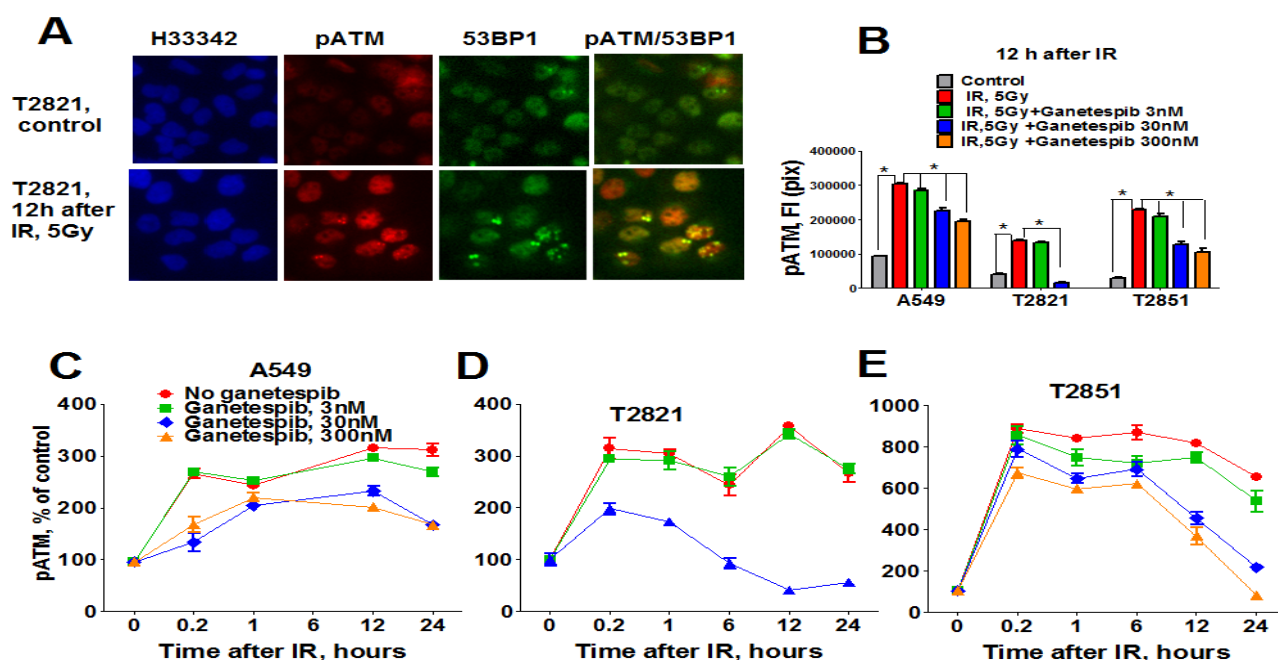 A
H33342 pATM 53BP1 pATM/53BP1
T2821,
control
T2821,
12h after
IR, 5Gy
B
12 h after IR
Control
IR, 5Gy
IR, 5Gy+Ganetespib 3nM
IR,5Gy +Ganetespib 30nM
IR,5Gy +Ganetespib 300nM
pATM, FI (pix)
400000
300000
200000
100000
0
* * * * * *
A549 T2821 T2851
C
A549
No ganetespib
Ganetespib, 3nM
Ganetespib, 30nM
Ganetespib, 300nM
pATM, % of control
400
300
200
100
0
0 0.2 1 6 12 24
Time after IR, hours
D
T2821
400
300
200
100
0
0 0.2 1 6 12 24
Time after IR, hours
E
T2851
1000
800
600
400
200
0
0 0.2 1 6 12 24
Time after IR, hours